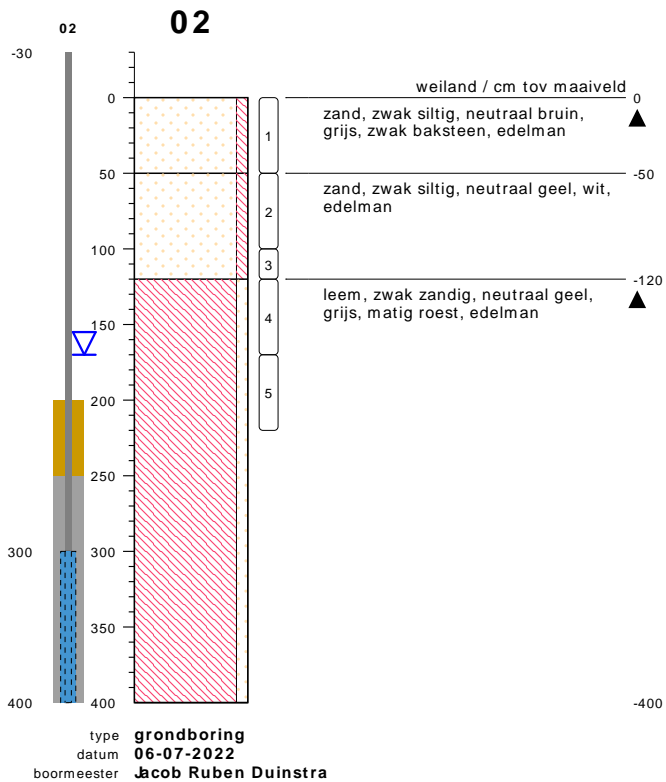 02
02
-30
weiland / cm tov maaiveld
0
0
zand, zwak siltig, neutraal bruin,
grijs, zwak baksteen, edelman
1
50
-50
zand, zwak siltig, neutraal geel, wit,
edelman
2
100
3
-120
leem, zwak zandig, neutraal geel,
grijs, matig roest, edelman
4
150
5
200
250
300
300
350
400
400
-400
type grondboring
datum 06-07-2022
boormeester Jacob Ruben Duinstra